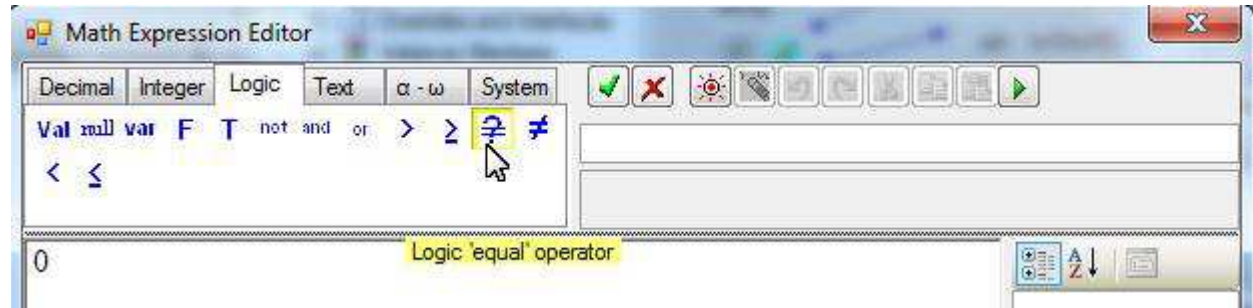 Math Expression Editor
Decimal Integer Logic Text α - ω System
Val null var F T not and or > ≥ ≟ ≠
< ≤
Logic 'equal' operator
0
A
Z